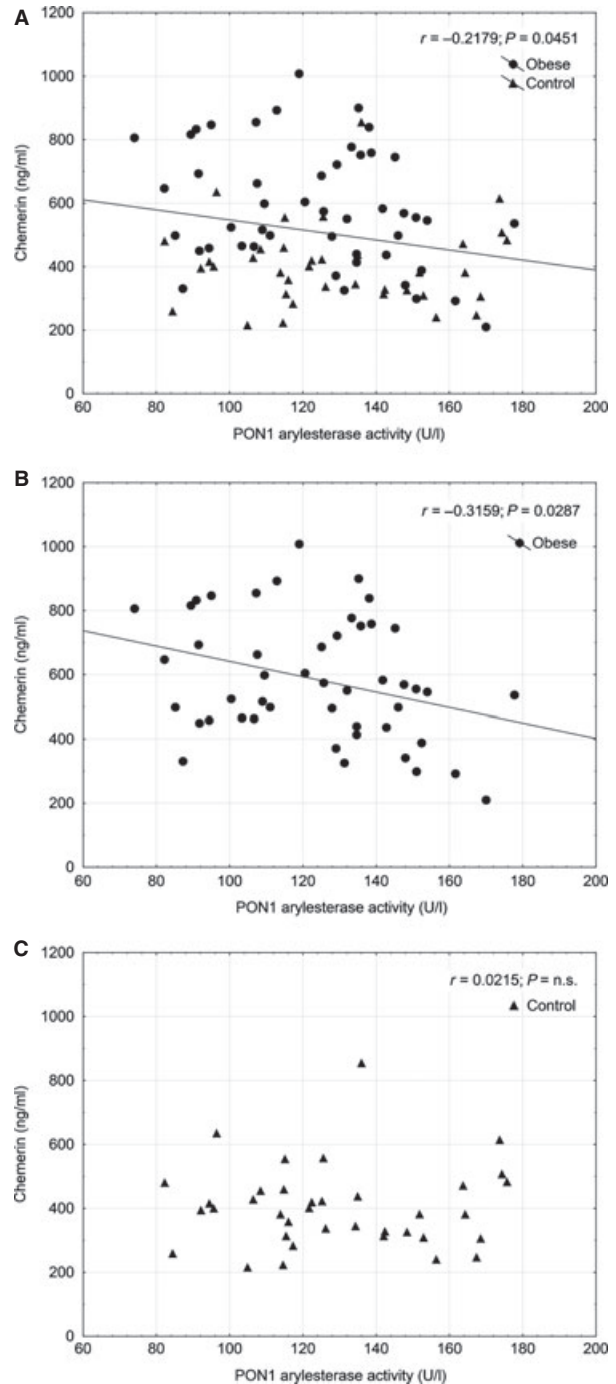 A
r = –0.2179; P = 0.0451
Obese
Control
1200
1000
800
600
400
200
0
Chemerin (ng/ml)
60 80 100 120 140 160 180 200
PON1 arylesterase activity (U/l)
B
r = –0.3159; P = 0.0287
Obese
1200
1000
800
600
400
200
0
Chemerin (ng/ml)
60 80 100 120 140 160 180 200
PON1 arylesterase activity (U/l)
C
r = 0.0215; P = n.s.
Control
1200
1000
800
600
400
200
0
Chemerin (ng/ml)
60 80 100 120 140 160 180 200
PON1 arylesterase activity (U/l)